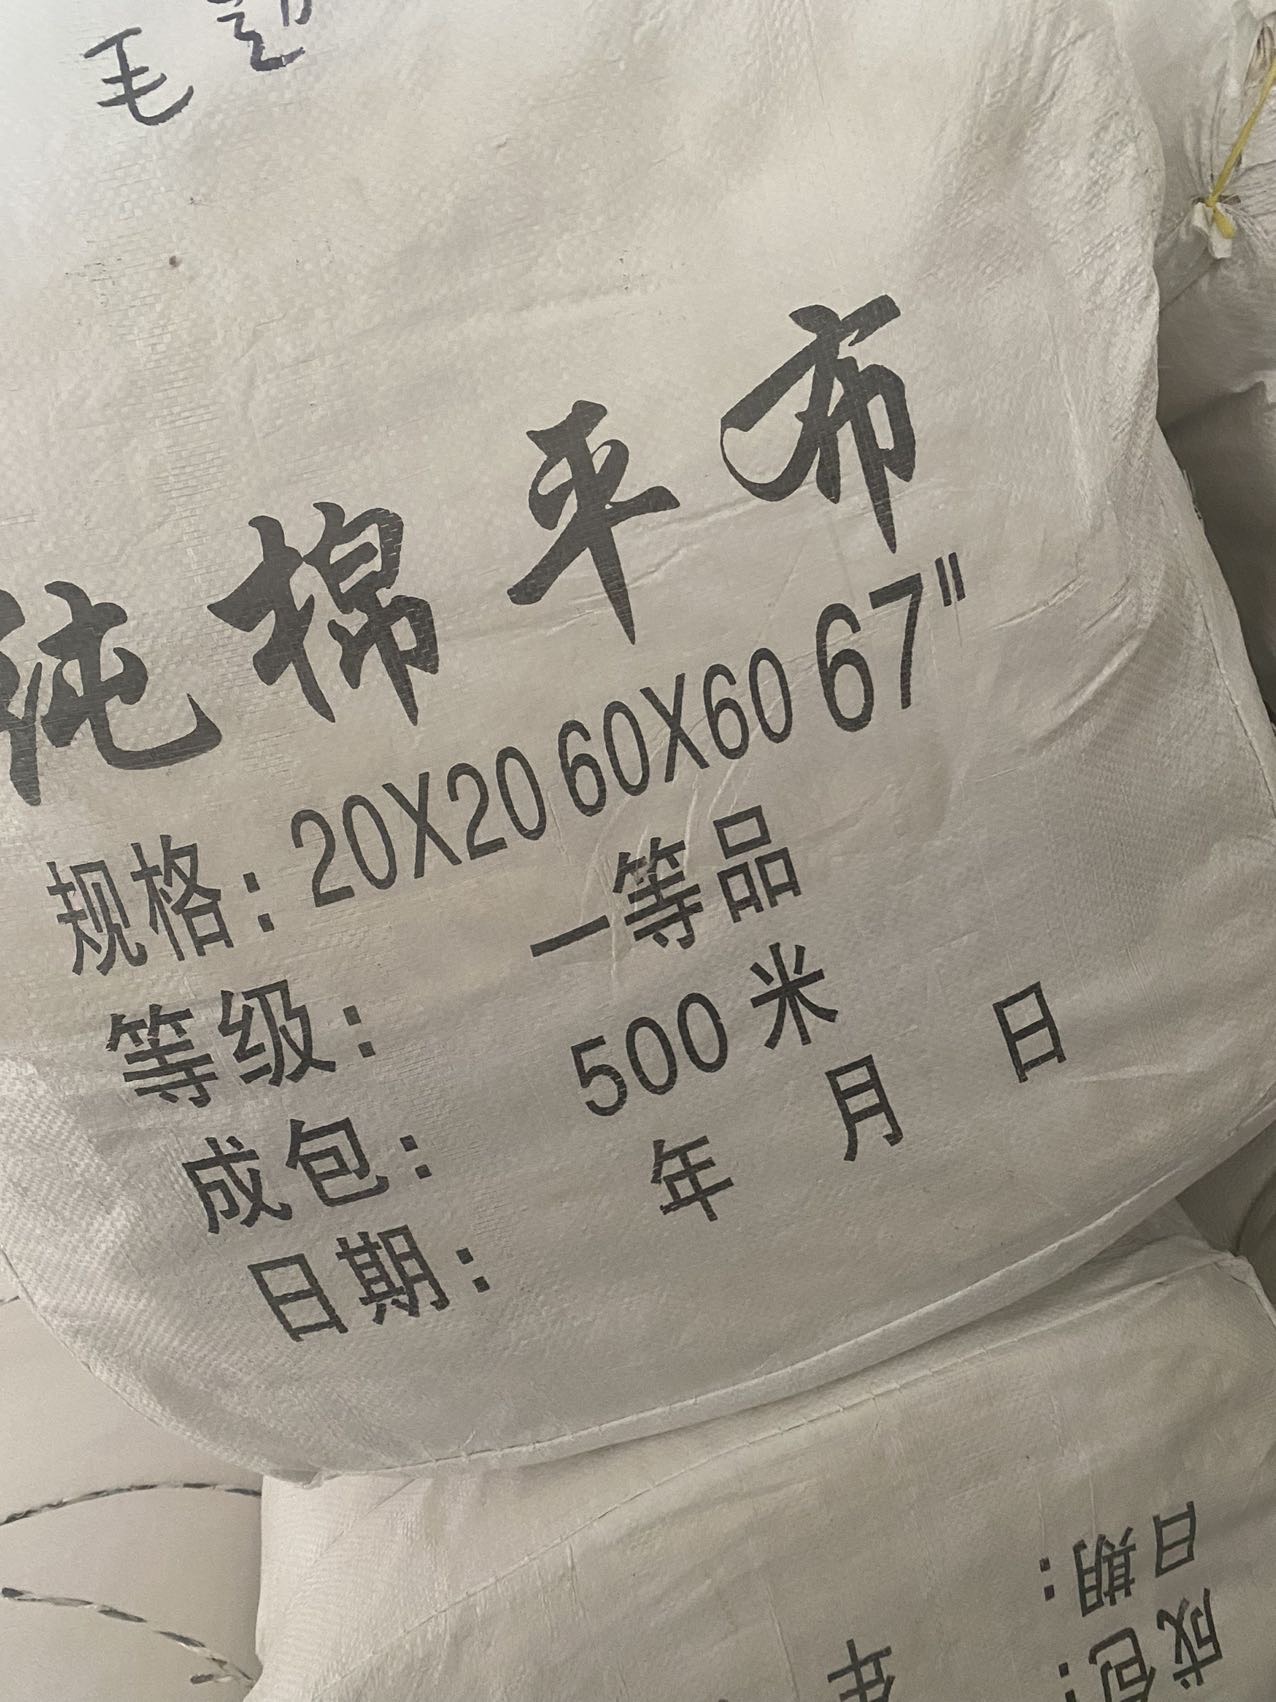 毛
纯棉平布
规格：20X20 60X60 67"
等级： 一等品
成包： 500米
日期： 年 月 日
日期：
成包：
年